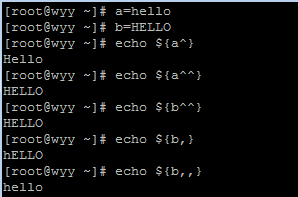 [root@wyy ~]# a=hello
[root@wyy ~]# b=HELLO
[root@wyy ~]# echo ${a^}
Hello
[root@wyy ~]# echo ${a^^}
HELLO
[root@wyy ~]# echo ${b^^}
HELLO
[root@wyy ~]# echo ${b,}
hELLO
[root@wyy ~]# echo ${b,,}
hello